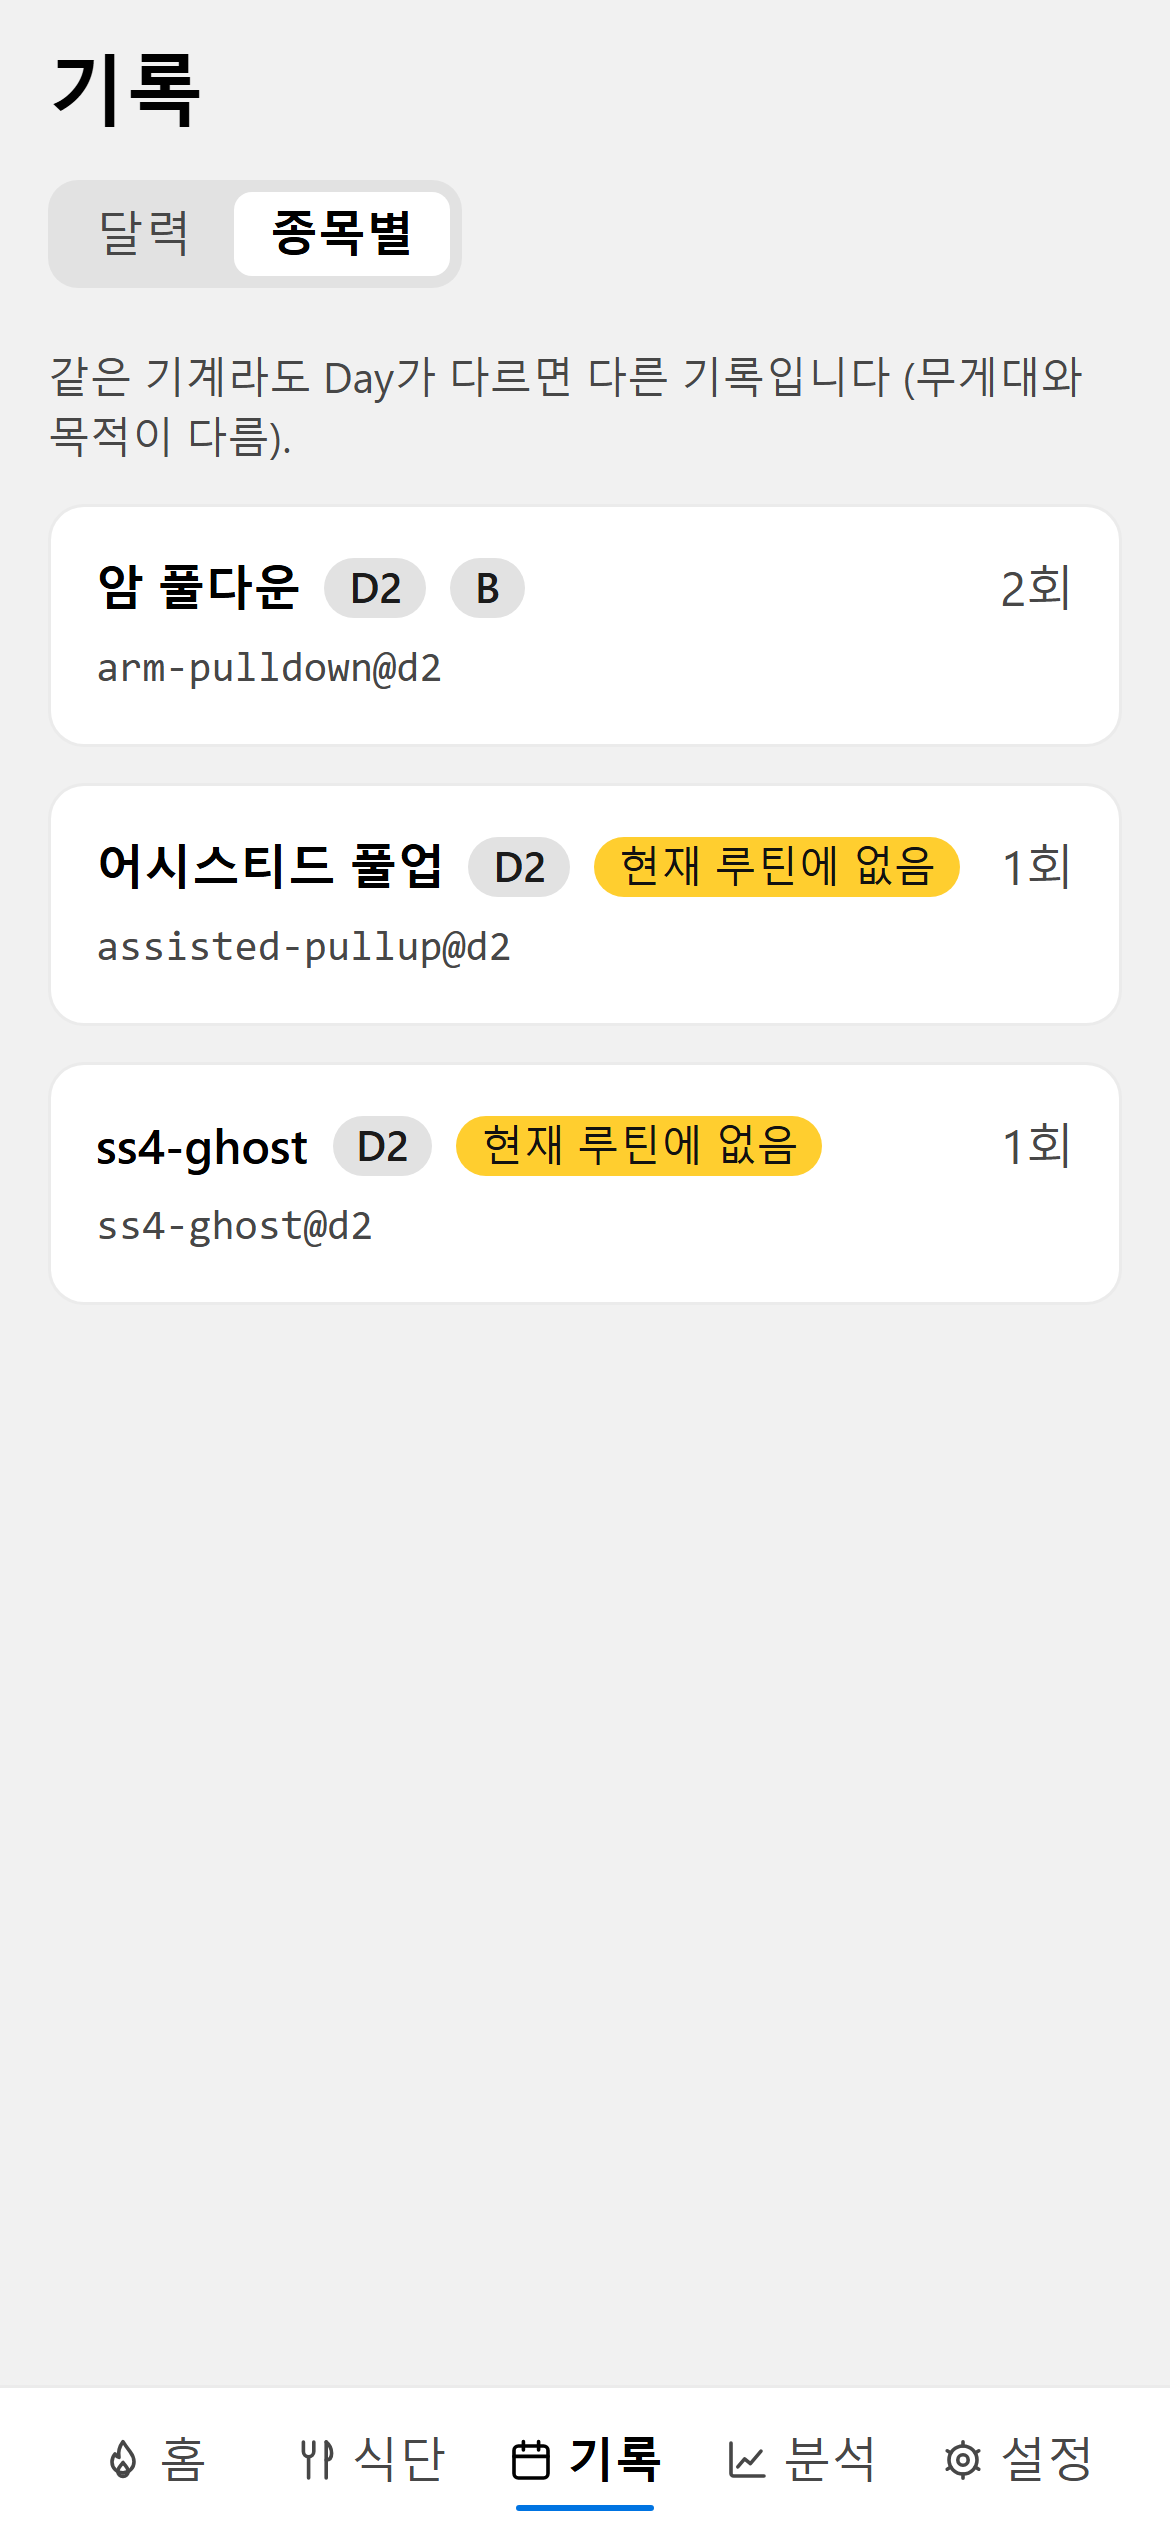 기록
달력 종목별
같은 기계라도 Day가 다르면 다른 기록입니다 (무게대와
목적이 다름).
암 풀다운 D2 B 2회
arm-pulldown@d2
어시스티드 풀업 D2 현재 루틴에 없음 1회
assisted-pullup@d2
ss4-ghost D2 현재 루틴에 없음 1회
ss4-ghost@d2
홈 식단 기록 분석 설정